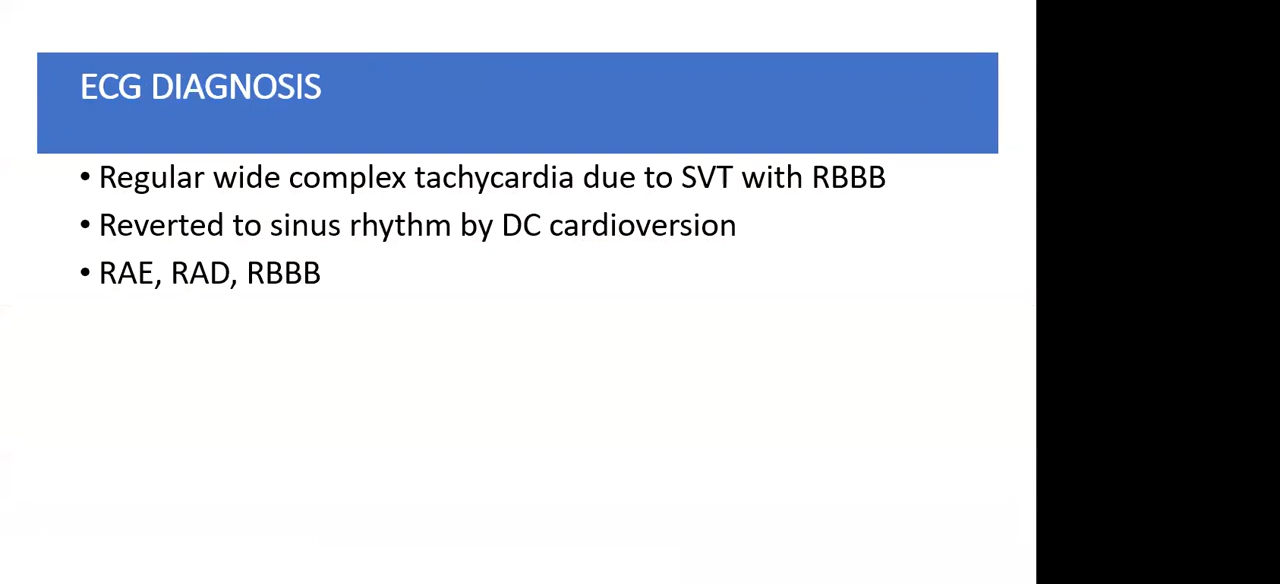 ECG DIAGNOSIS
• Regular wide complex tachycardia due to SVT with RBBB
• Reverted to sinus rhythm by DC cardioversion
• RAE, RAD, RBBB